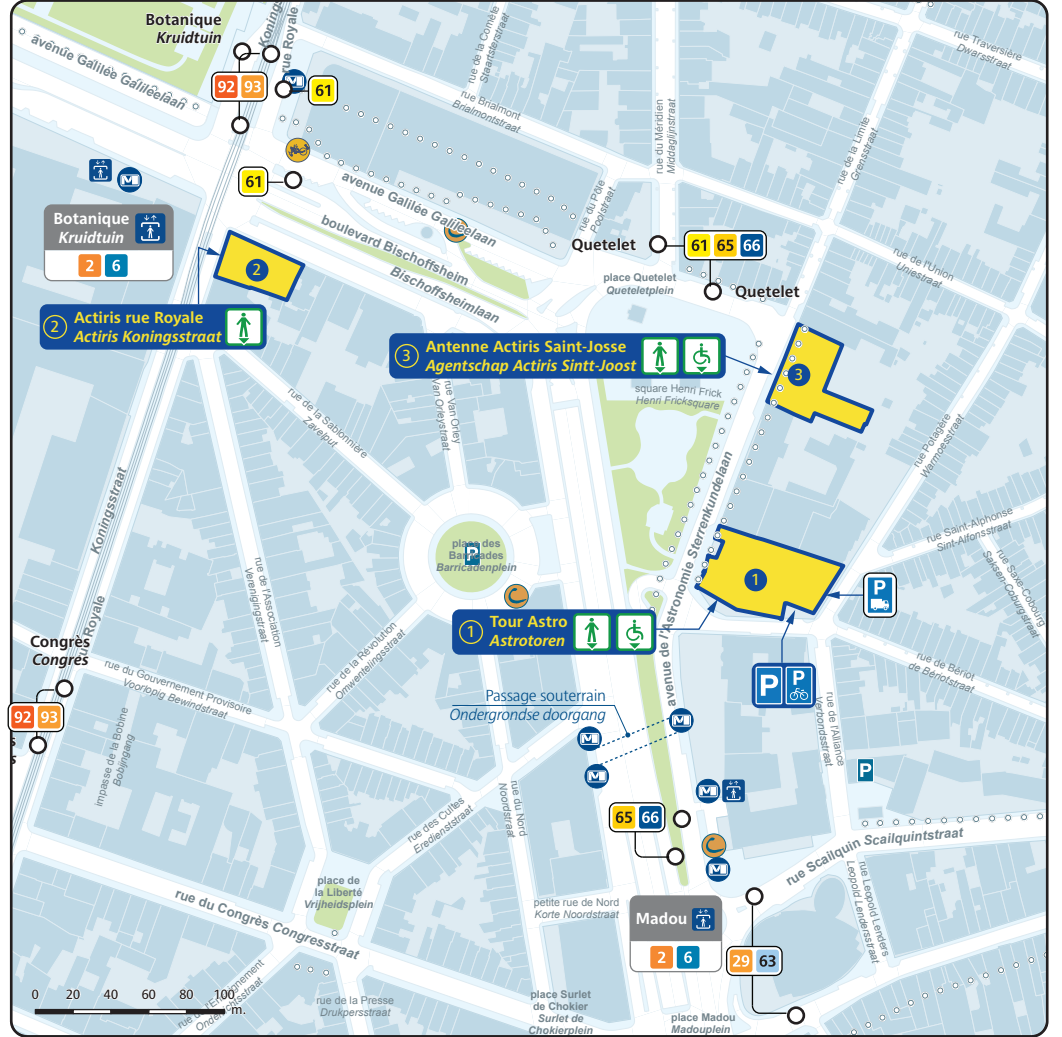 Botanique
Kruidtuin
rue Royale
Konings
avenue Galilée Galiléelaan
92 93
61
61
rue de la Comète
Staartsterstraat
rue Brialmont
Brialmontstraat
rue du Méridien
Middaglijnstraat
rue Traversière
Dwarsstraat
rue de la Limite
Grensstraat
Botanique
Kruidtuin
2 6
avenue Galilée Galileelaan
boulevard Bischoffsheim
Bischoffsheimlaan
rue du Pôle
Poolstraat
Quetelet
61 65 66
Quetelet
place Quetelet
Queteletplein
rue de l'Union
Uniestraat
2
2 Actiris rue Royale
Actiris Koningsstraat
3 Antenne Actiris Saint-Josse
Agentschap Actiris Sintt-Joost
3
square Henri Frick
Henri Fricksquare
rue Van Orley
Van Orleystraat
rue de la Sablonnière
Zavelput
rue Potagère
Warmoesstraat
Koningsstraat
rue Saint-Alphonse
Sint-Alfonsstraat
rue Saxe-Cobourg
Saksen-Coburgstraat
place des
Barricades
Barricadenplein
P
rue de l'Association
Verenigingstraat
avenue de l'Astronomie Sterrenkundelaan
1
P
1 Tour Astro
Astrotoren
P P
Congrès
Congres
rue Royale
92 93
rue du Gouvernement Provisoire
Voorlopig Bewindstraat
rue de la Révolution
Omwentelingsstraat
impasse de la Bobine
Bobijngang
Passage souterrain
Ondergrondse doorgang
rue de Bériot
de Bériotstraat
rue de l'Alliance
Verbondsstraat
P
65 66
rue du Nord
Noordstraat
rue des Cultes
Eredienststraat
rue Scailquin Scailquintstraat
rue du Congrès Congresstraat
place de
la Liberté
Vrijheidsplein
petite rue de Nord
Korte Noordstraat
Madou
2 6
29 63
rue Leopold Lenders
Leopold Lendersstraat
0 20 40 60 80 100 m.
rue de l'Enseignement
rue de la Presse
Drukpersstraat
place Surlet
de Chokier
Surlet de
Chokierplein
place Madou
Madouplein